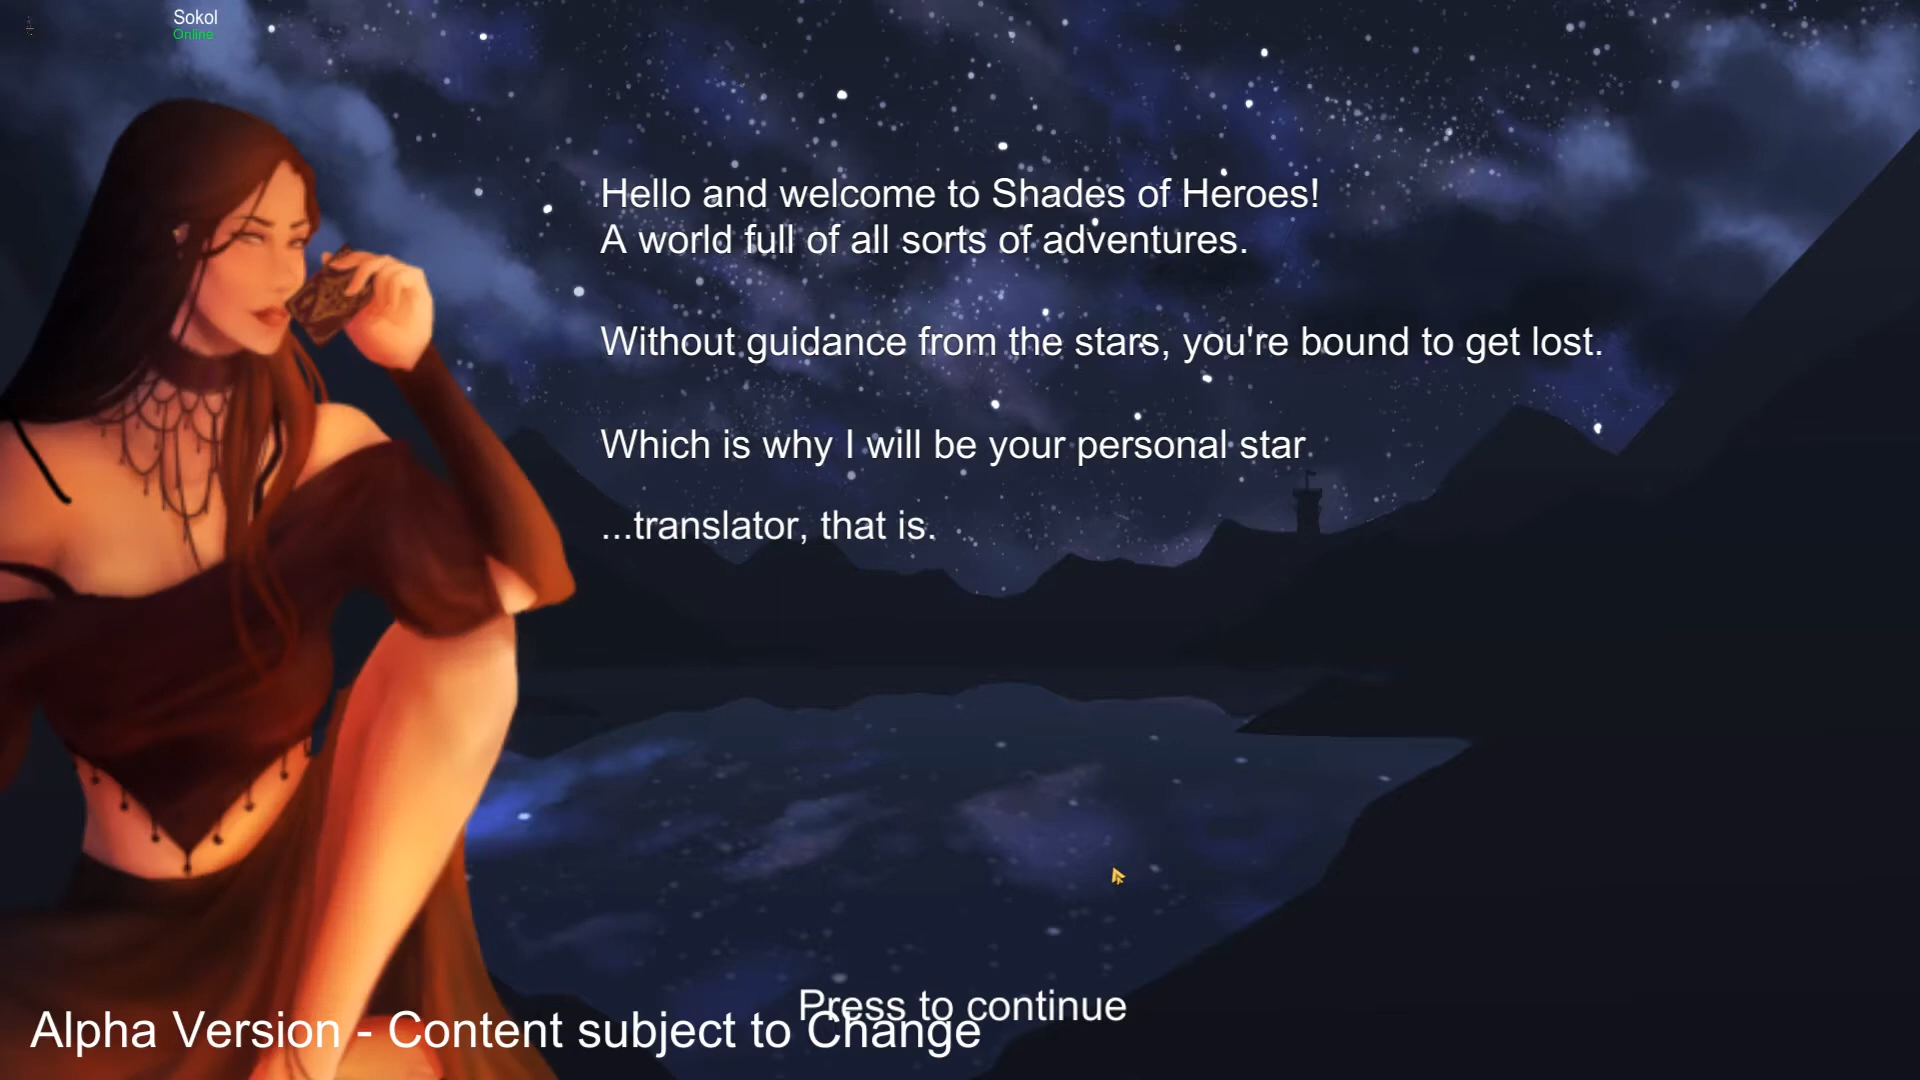 Sokol
Online
Hello and welcome to Shades of Heroes!
A world full of all sorts of adventures.
Without guidance from the stars, you're bound to get lost.
Which is why I will be your personal star
...translator, that is.
Press to continue
Alpha Version - Content subject to Change